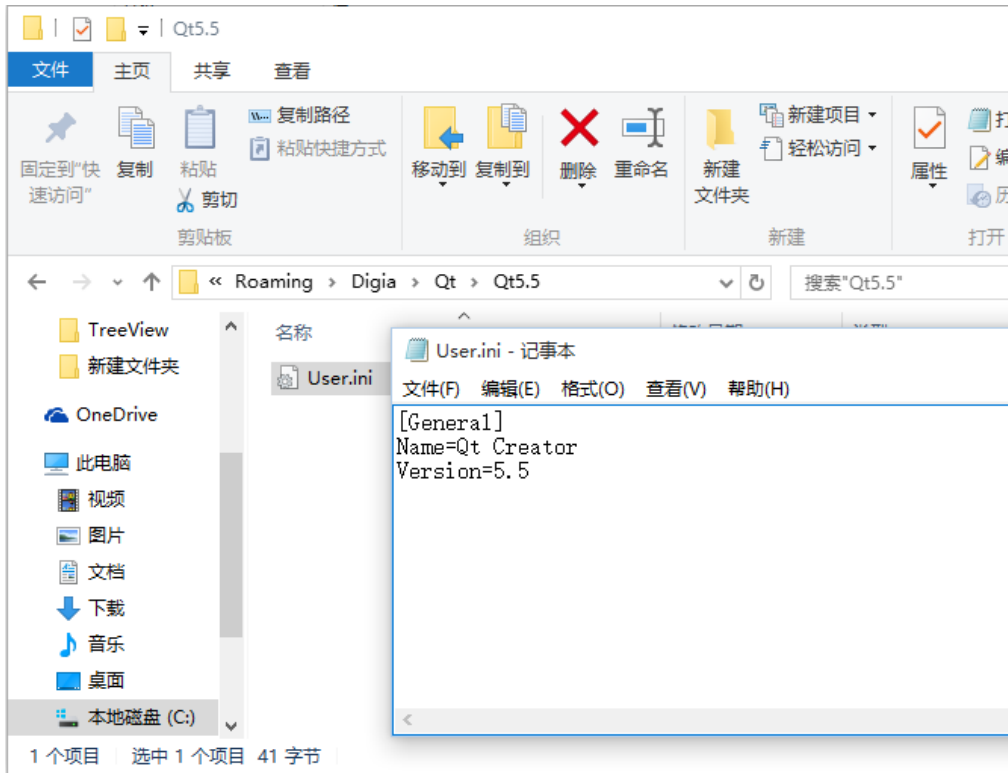 Qt5.5
文件 主页 共享 查看
固定到"快速访问"
复制
粘贴
复制路径
粘贴快捷方式
剪切
移动到 复制到 删除 重命名
新建
文件夹
新建项目
轻松访问
属性
剪贴板 组织 新建 打开
« Roaming › Digia › Qt › Qt5.5
搜索"Qt5.5"
TreeView
新建文件夹
OneDrive
此电脑
视频
图片
文档
下载
音乐
桌面
本地磁盘 (C:)
名称
User.ini
User.ini - 记事本
文件(F) 编辑(E) 格式(O) 查看(V) 帮助(H)
[General]
Name=Qt Creator
Version=5.5
1 个项目 选中 1 个项目 41 字节